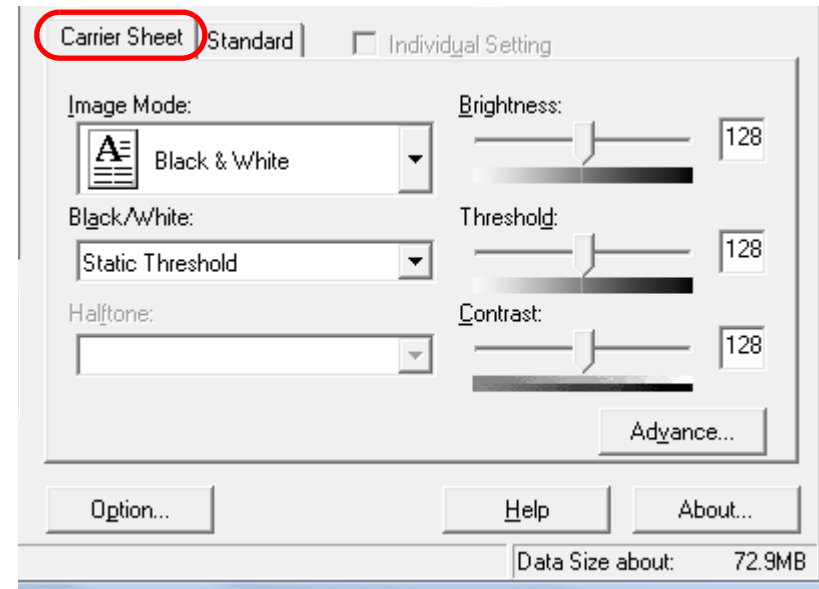 Carrier Sheet Standard Individual Setting
Image Mode: Brightness:
A Black & White 128
Black/White: Threshold:
Static Threshold 128
Halftone: Contrast:
128
Advance...
Option... Help About...
Data Size about: 72.9MB